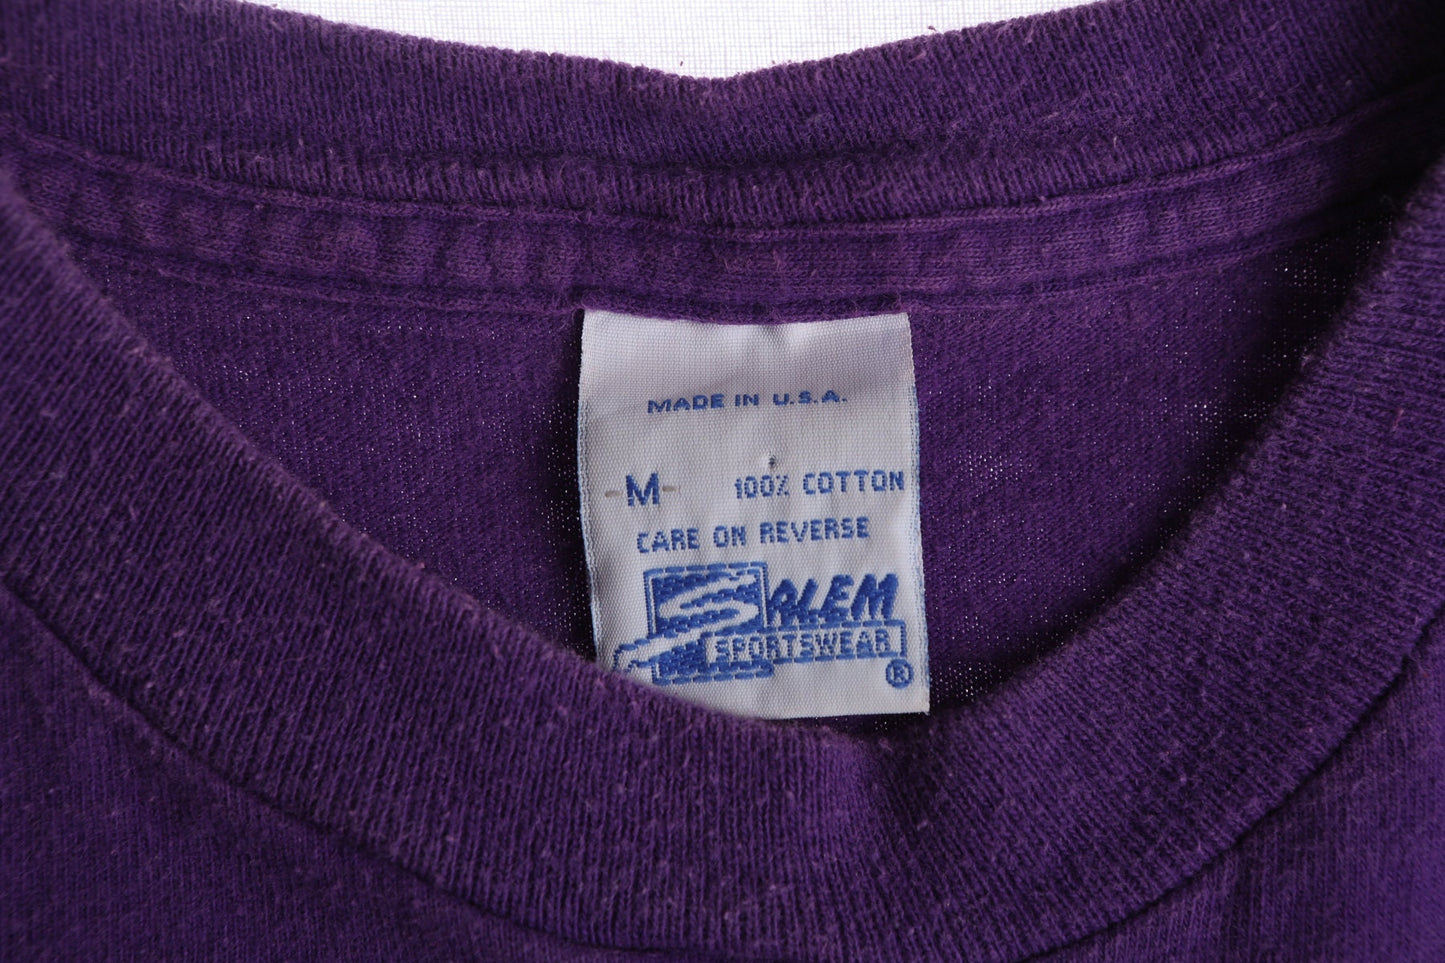 MADE IN U.S.A.
-M- 100% COTTON
CARE ON REVERSE
SALEM
SPORTSWEAR
®